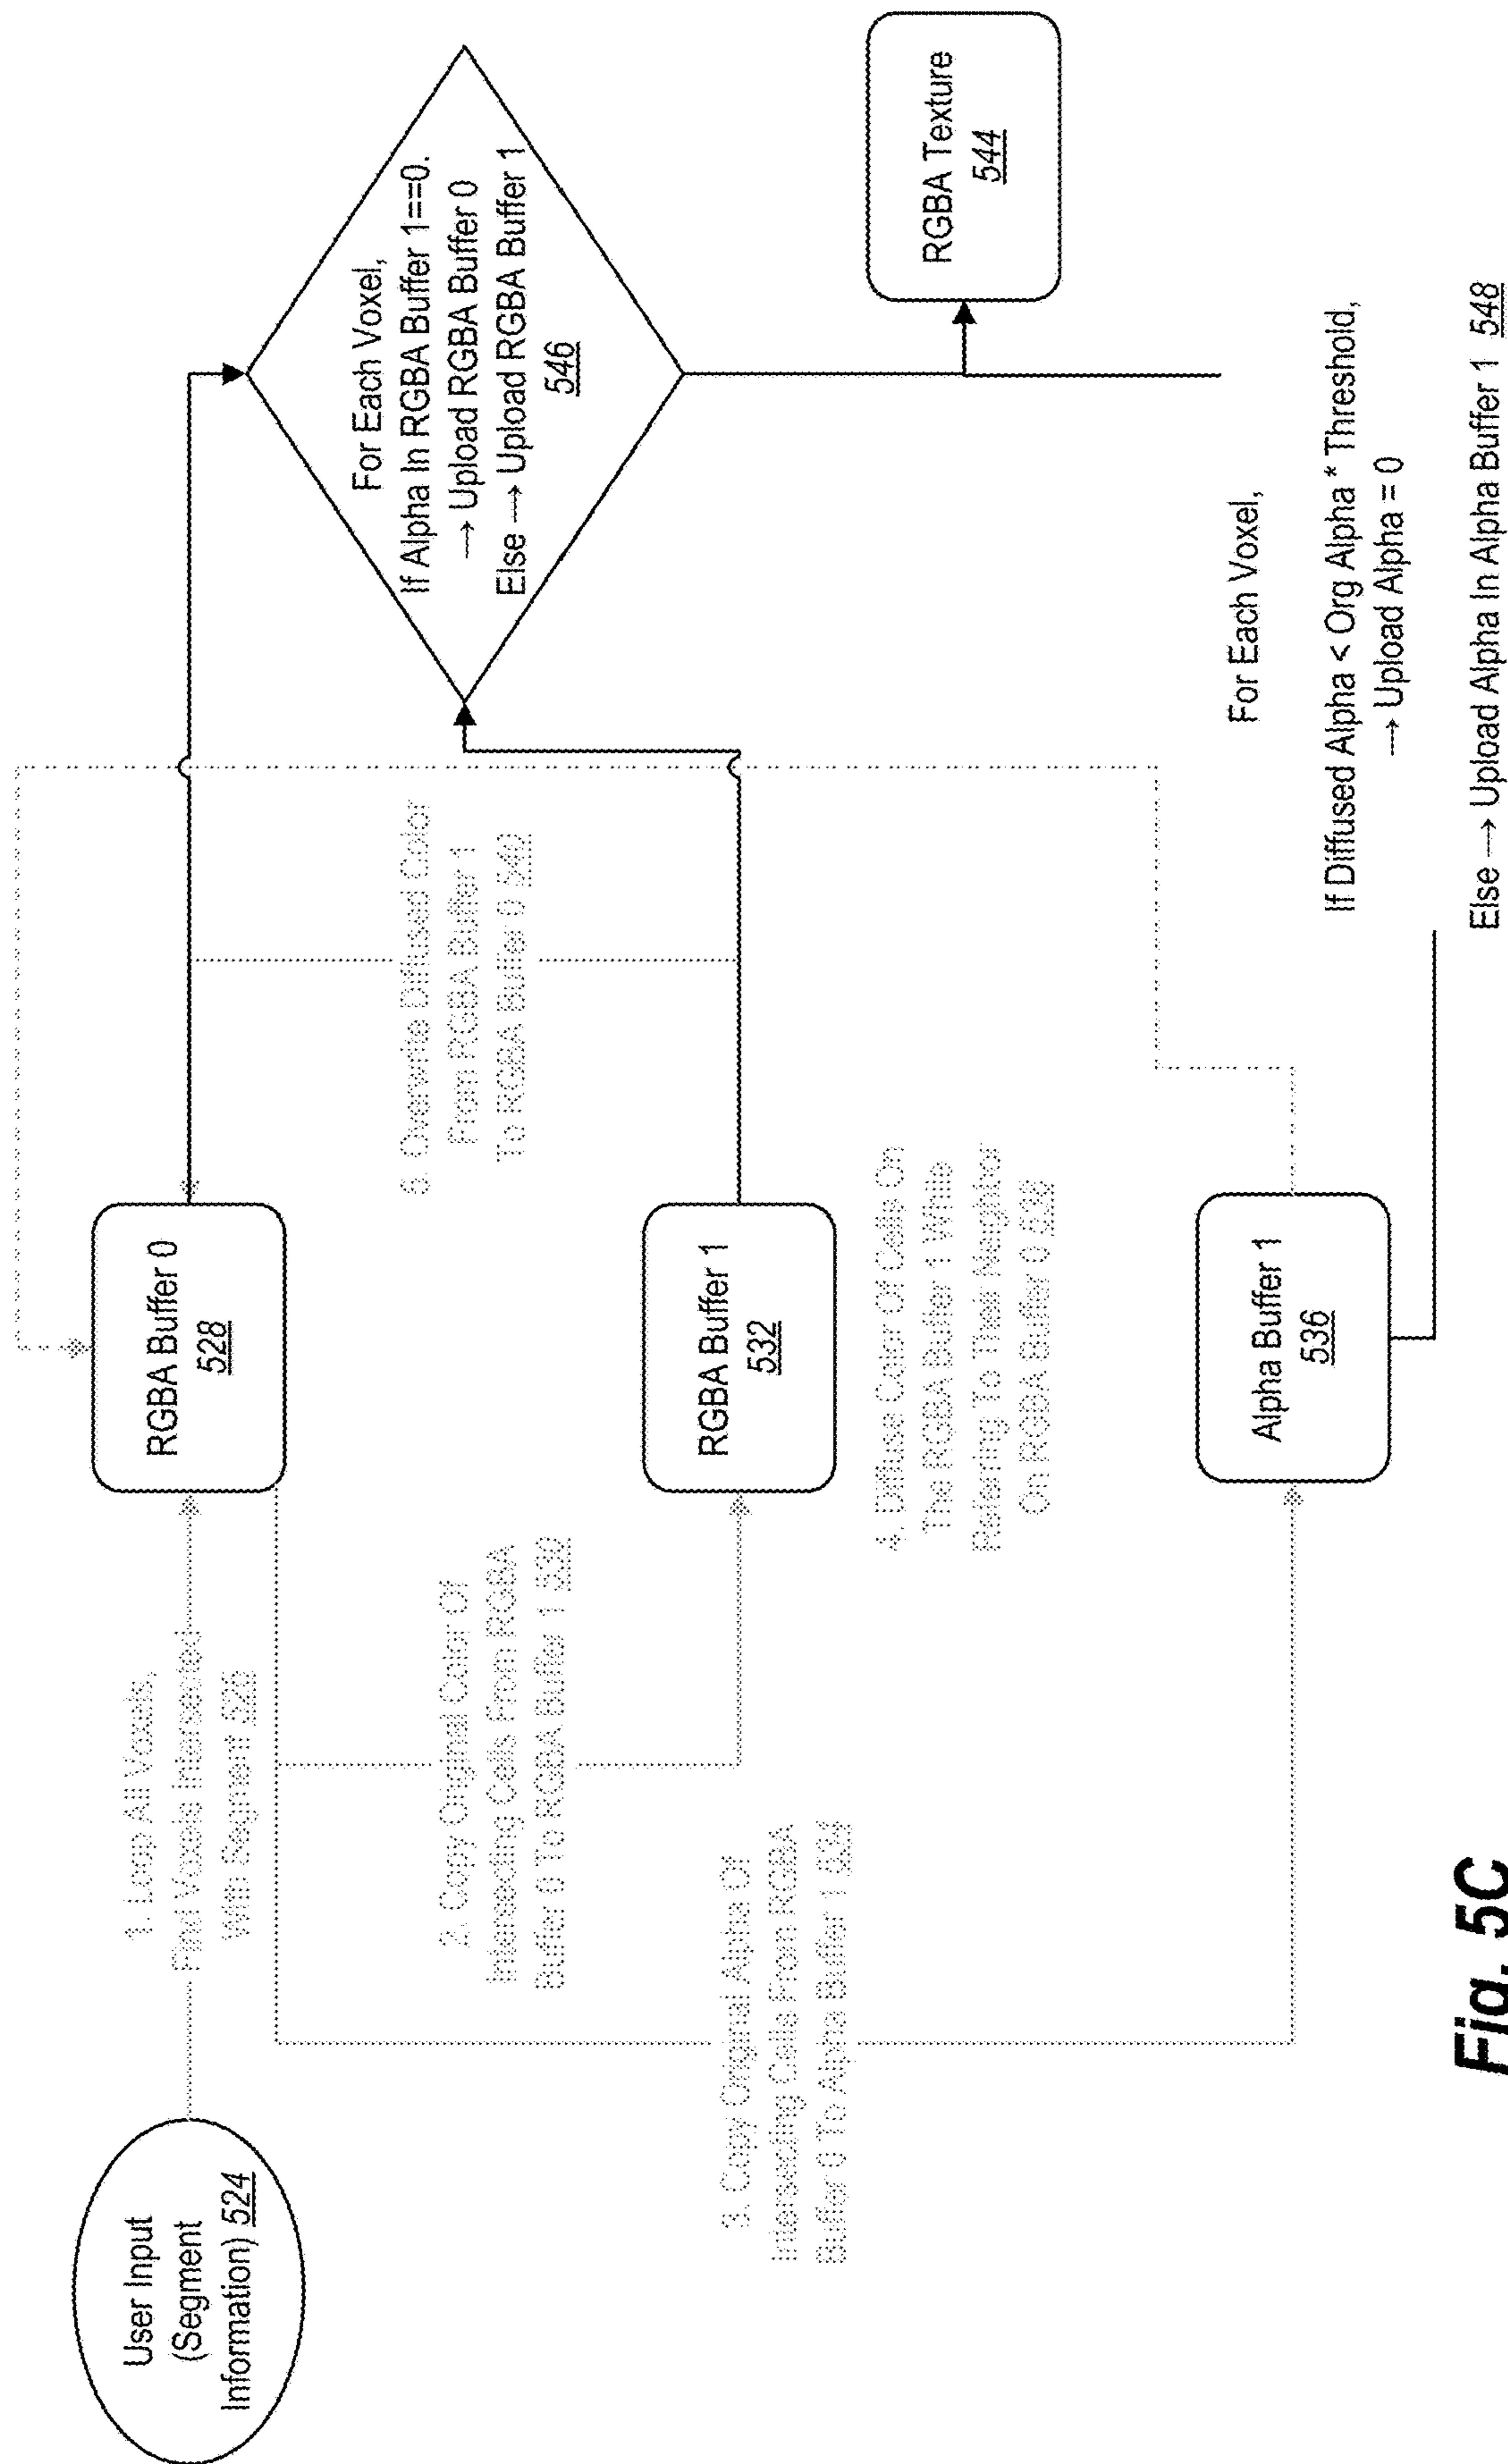 User Input
(Segment
Information) 524
1. Loop All Voxels,
Find Voxels Intersected
With Segment 526
RGBA Buffer 0
528
2. Copy Original Color Of
Intersecting Cells From RGBA
Buffer 0 To RGBA Buffer 1 530
RGBA Buffer 1
532
3. Copy Original Alpha Of
Intersecting Cells From RGBA
Buffer 0 To Alpha Buffer 1 534
Alpha Buffer 1
536
4. Diffuse Color Of Cells On
The RGBA Buffer 1 While
Referring To Their Neighbor
On RGBA Buffer 0 538
Overwrite Diffused Color
From RGBA Buffer 1
To RGBA Buffer 0 540
For Each Voxel,
If Alpha In RGBA Buffer 1==0.
→ Upload RGBA Buffer 0
Else → Upload RGBA Buffer 1
546
RGBA Texture
544
For Each Voxel,
If Diffused Alpha < Org Alpha * Threshold,
→ Upload Alpha = 0
Else → Upload Alpha In Alpha Buffer 1 548
Fig. 5C